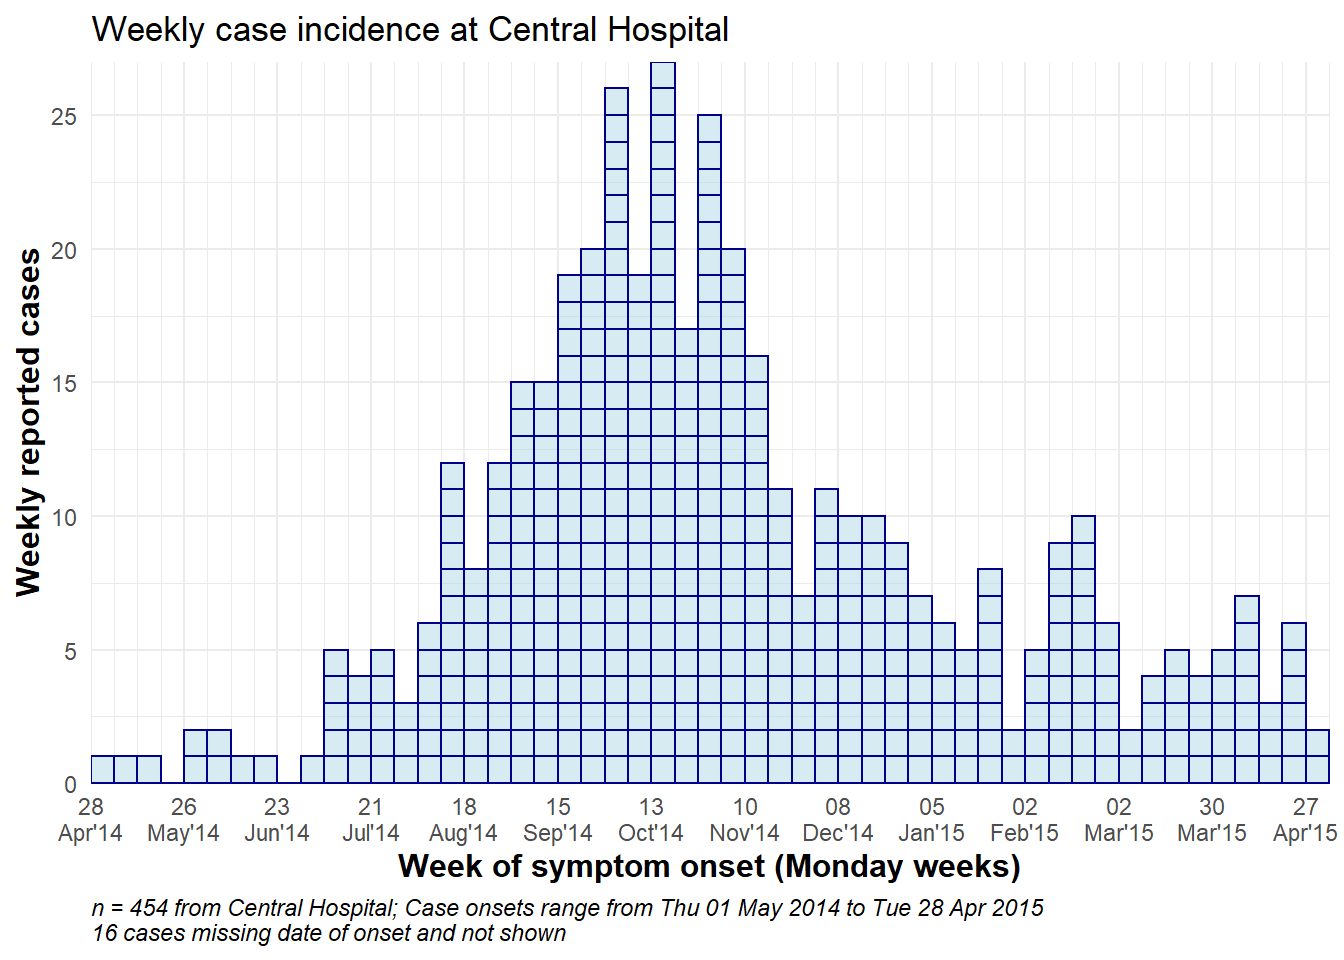 Weekly case incidence at Central Hospital
Weekly reported cases
25
20
15
10
5
0
28 26 23 21 18 15 13 10 08 05 02 02 30 27
Apr'14 May'14 Jun'14 Jul'14 Aug'14 Sep'14 Oct'14 Nov'14 Dec'14 Jan'15 Feb'15 Mar'15 Mar'15 Apr'15
Week of symptom onset (Monday weeks)
n = 454 from Central Hospital; Case onsets range from Thu 01 May 2014 to Tue 28 Apr 2015
16 cases missing date of onset and not shown